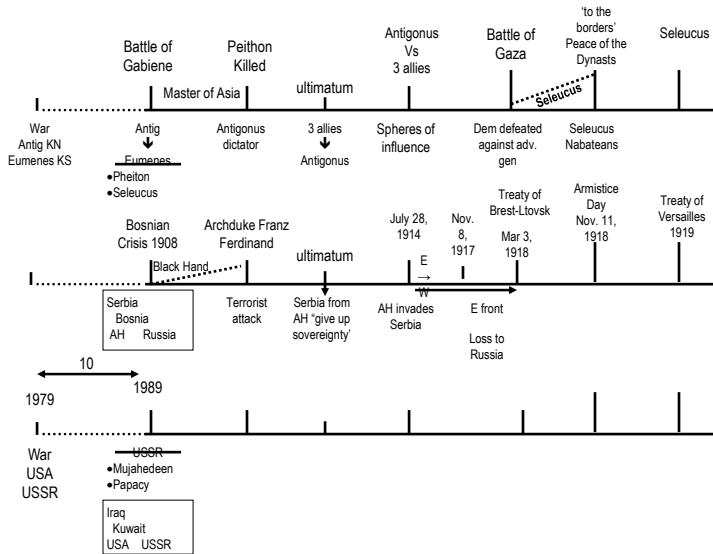 Battle of
Gabiene
Peithon
Killed
Antigonus
Vs
3 allies
Battle of
Gaza
'to the
borders'
Peace of the
Dynasts
Seleucus
Master of Asia
ultimatum
Seleucus
War
Antig KN
Eumenes KS
Antig
Eumenes
●Pheiton
●Seleucus
Antigonus
dictator
3 allies
Antigonus
Spheres of
influence
Dem defeated
against adv.
gen
Seleucus
Nabateans
Bosnian
Crisis 1908
Archduke Franz
Ferdinand
ultimatum
July 28,
1914
Nov.
8,
1917
Treaty of
Brest-Ltovsk
Mar 3,
1918
Armistice
Day
Nov. 11,
1918
Treaty of
Versailles
1919
Black Hand
E
→
W
Serbia
Bosnia
AH Russia
Terrorist
attack
Serbia from
AH "give up
sovereignty'
AH invades
Serbia
E front
Loss to
Russia
10
1979
1989
War
USA
USSR
USSR
●Mujahedeen
●Papacy
Iraq
Kuwait
USA USSR